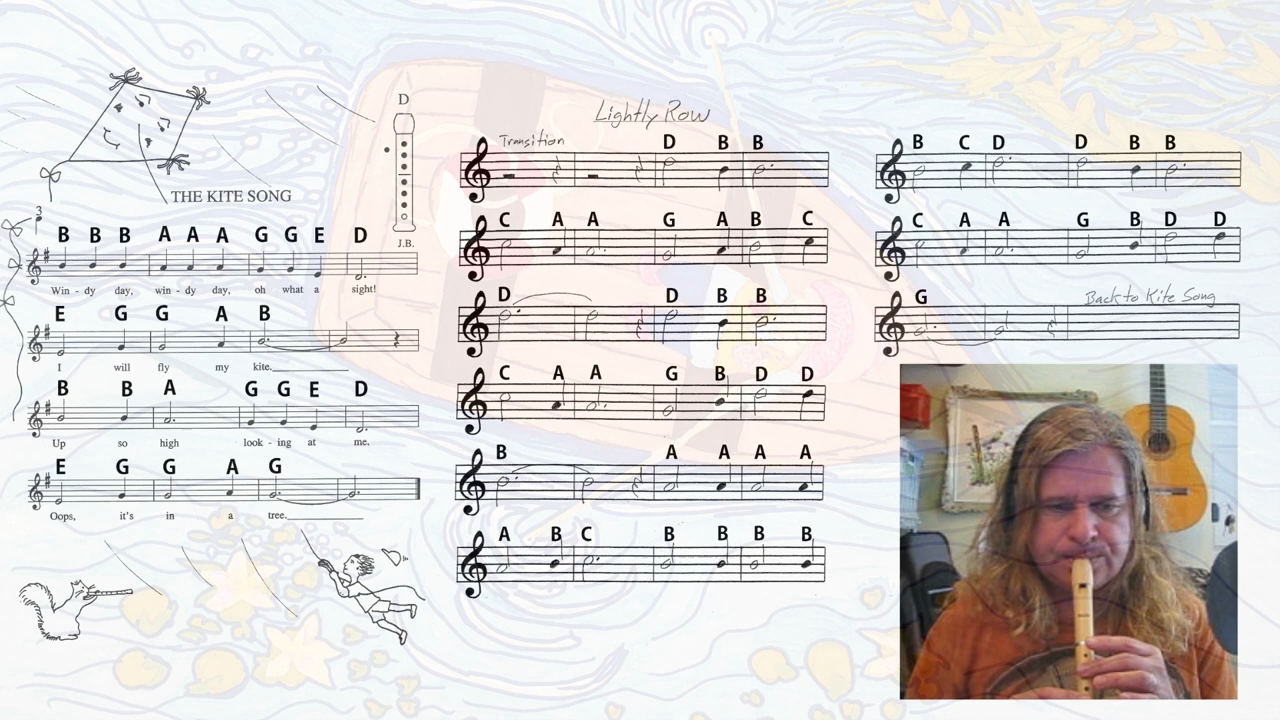 D
THE KITE SONG
J.B.
3
B B B A A A G G E D
Win - dy day, win - dy day, oh what a sight!
E G G A B
I will fly my kite.
B B A G G E D
Up so high look - ing at me.
E G G A G
Oops, it's in a tree.
Lightly Row
Transition D B B
C A A G A B C
D D B B
C A A G B D D
B A A A A
A B C B B B B
B C D D B B
C A A G B D D
G Back to Kite Song